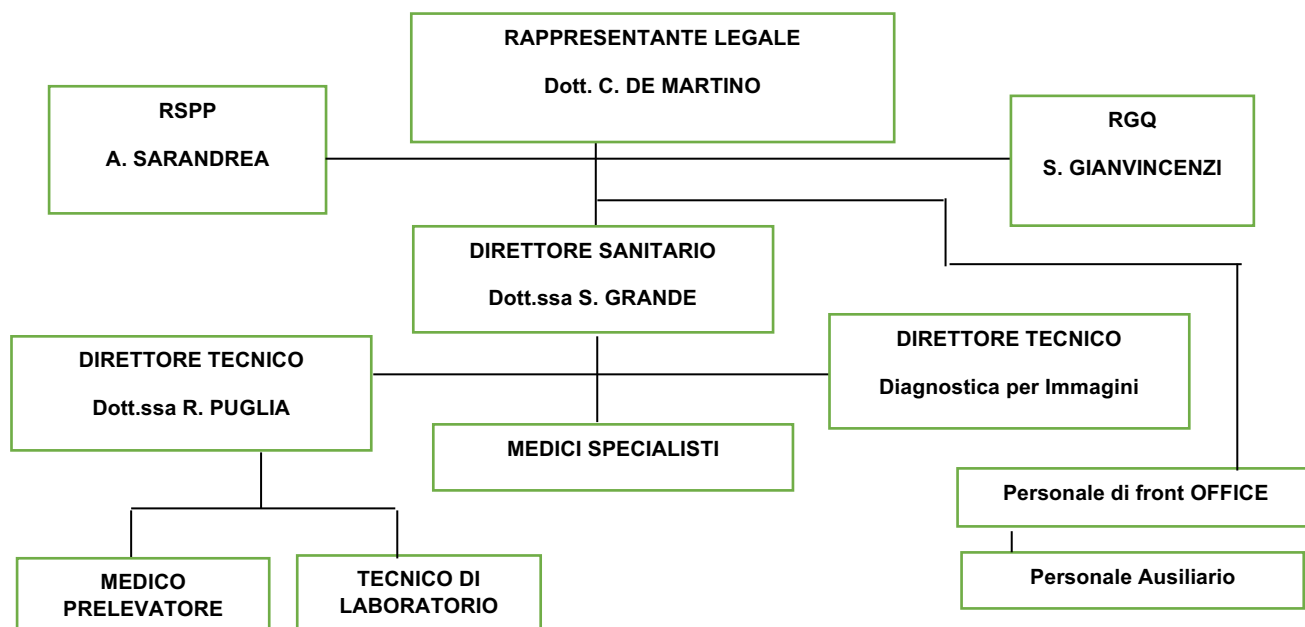 RAPPRESENTANTE LEGALE
Dott. C. DE MARTINO
RSPP
A. SARANDREA
RGQ
S. GIANVINCENZI
DIRETTORE SANITARIO
Dott.ssa S. GRANDE
DIRETTORE TECNICO
Dott.ssa R. PUGLIA
DIRETTORE TECNICO
Diagnostica per Immagini
MEDICI SPECIALISTI
Personale di front OFFICE
Personale Ausiliario
MEDICO
PRELEVATORE
TECNICO DI
LABORATORIO